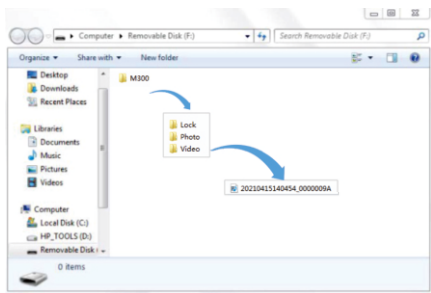 Computer Removable Disk (F:)
Search Removable Disk (F:)
Organize Share with New folder
Desktop
Downloads
Recent Places
Libraries
Documents
Music
Pictures
Videos
Computer
Local Disk (C:)
HP_TOOLS (D:)
Removable Disk
M300
Lock
Photo
Video
20210415140454_0000009A
0 items